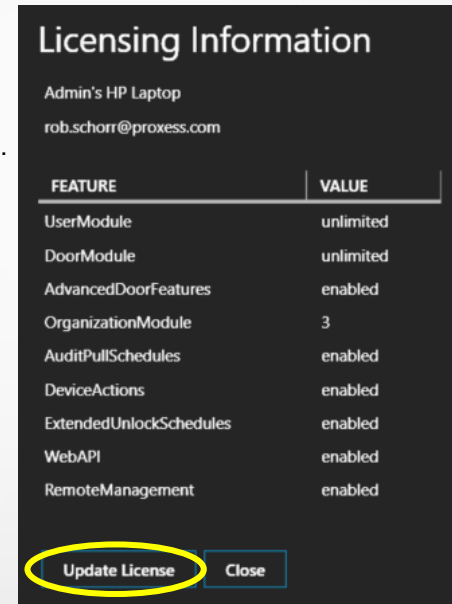 Licensing Information
Admin's HP Laptop
rob.schorr@proxess.com
.
FEATURE VALUE
UserModule unlimited
DoorModule unlimited
AdvancedDoorFeatures enabled
OrganizationModule 3
AuditPullSchedules enabled
DeviceActions enabled
ExtendedUnlockSchedules enabled
WebAPI enabled
RemoteManagement enabled
Update License Close